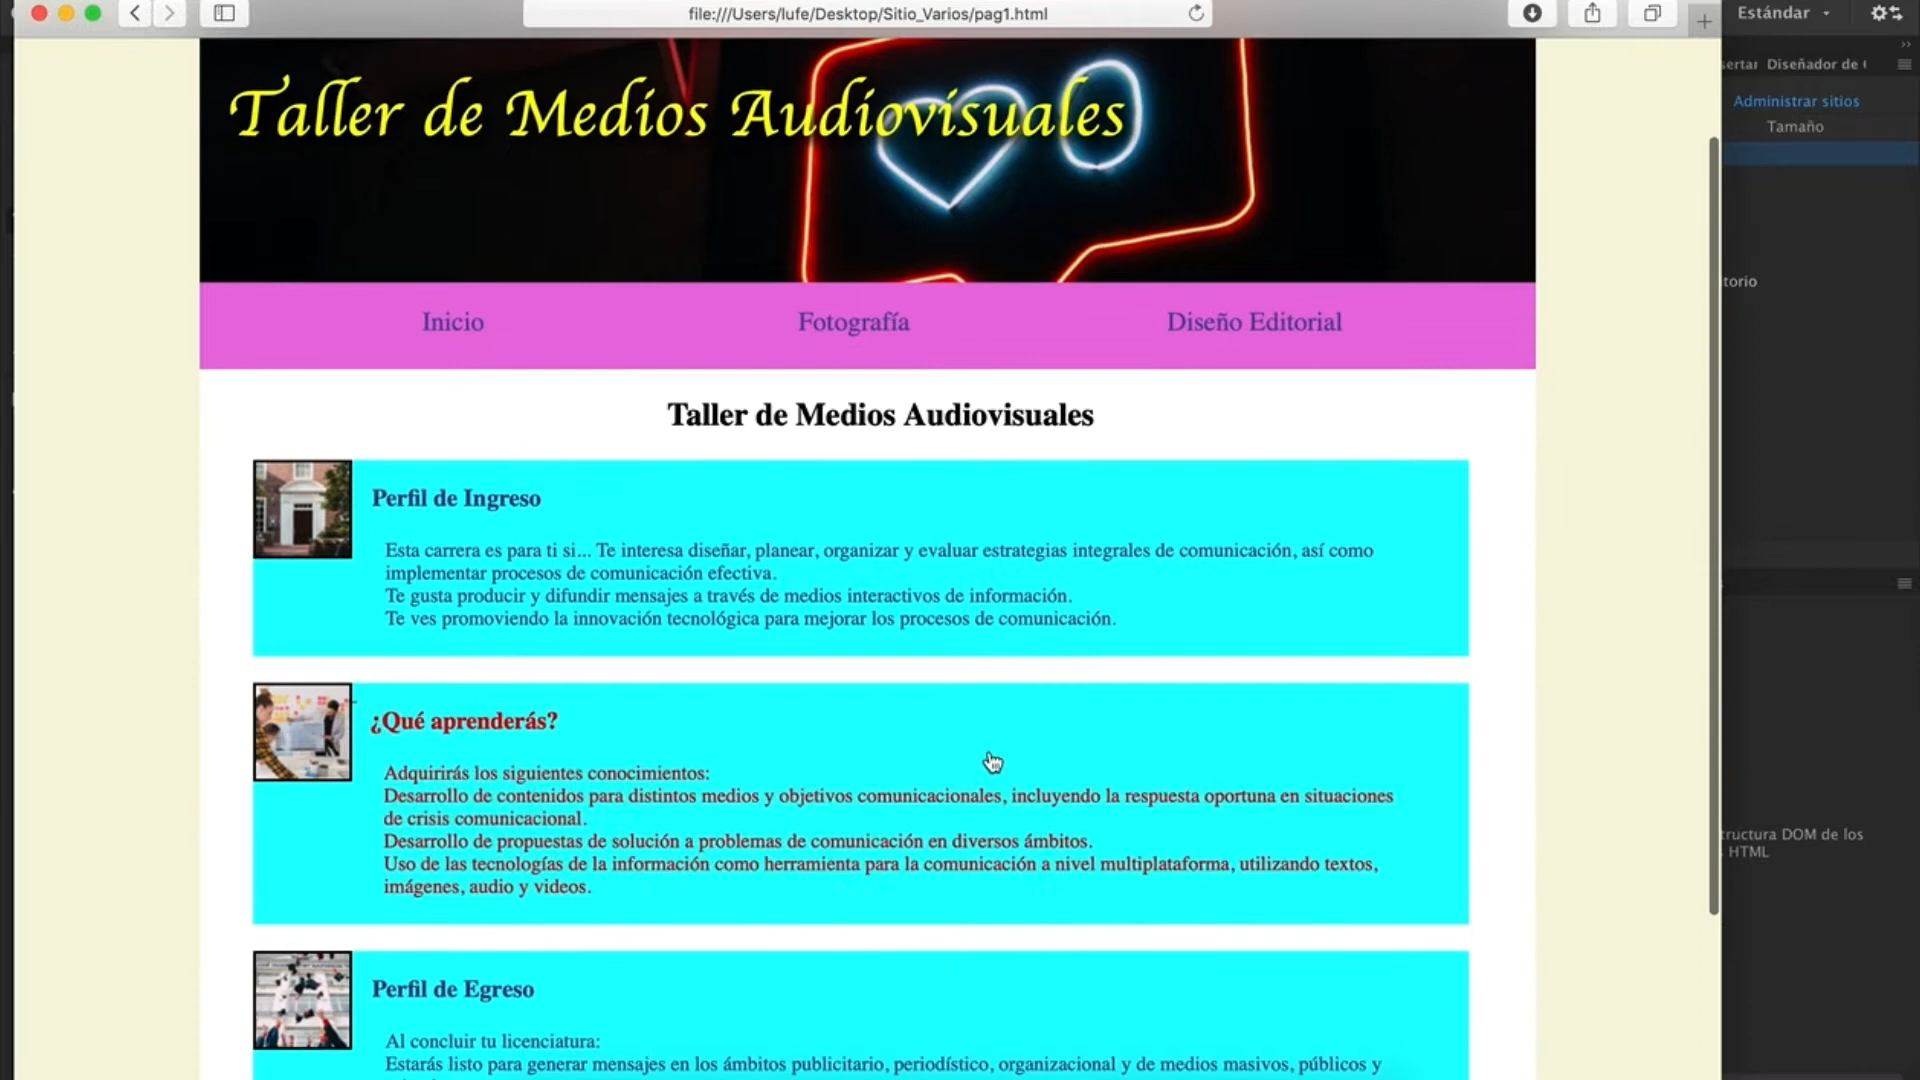 file:///Users/lufe/Desktop/Sitio_Varios/pag1.html
Estándar
Diseñador de
Administrar sitios
Tamaño
Taller de Medios Audiovisuales
Inicio
Fotografía
Diseño Editorial
Taller de Medios Audiovisuales
Perfil de Ingreso
Esta carrera es para ti si... Te interesa diseñar, planear, organizar y evaluar estrategias integrales de comunicación, así como
implementar procesos de comunicación efectiva.
Te gusta producir y difundir mensajes a través de medios interactivos de información.
Te ves promoviendo la innovación tecnológica para mejorar los procesos de comunicación.
¿Qué aprenderás?
Adquirirás los siguientes conocimientos:
Desarrollo de contenidos para distintos medios y objetivos comunicacionales, incluyendo la respuesta oportuna en situaciones
de crisis comunicacional.
Desarrollo de propuestas de solución a problemas de comunicación en diversos ámbitos.
Uso de las tecnologías de la información como herramienta para la comunicación a nivel multiplataforma, utilizando textos,
imágenes, audio y videos.
DOM de los
HTML
Perfil de Egreso
Al concluir tu licenciatura:
Estarás listo para generar mensajes en los ámbitos publicitario, periodístico, organizacional y de medios masivos, públicos y